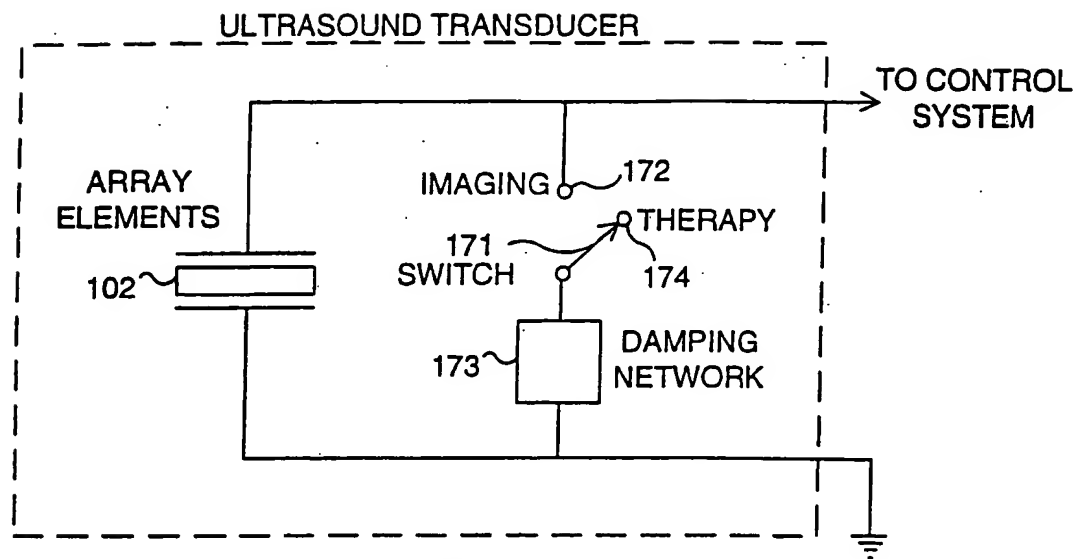 ULTRASOUND TRANSDUCER
TO CONTROL
SYSTEM
ARRAY
ELEMENTS
102
IMAGING
172
THERAPY
171
SWITCH
174
173
DAMPING
NETWORK